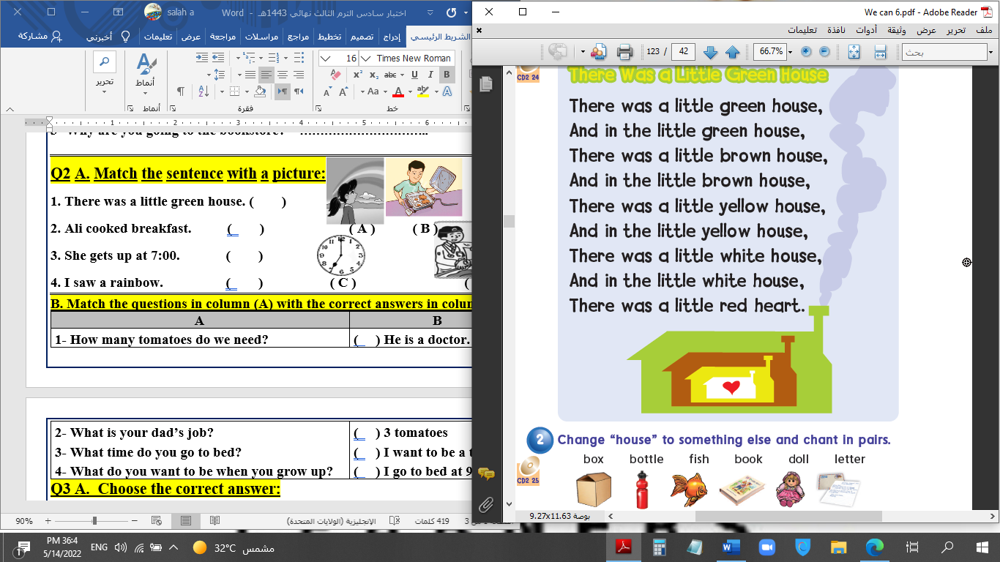 salah a
اختبار سادس الترم الثالث نهائي 1443هـ - Word
الشريط الرئيسي
إدراج
تصميم
تخطيط
مراجع
مراسلات
مراجعة
عرض
تعليمات
أخبرني
مشاركة
Times New Roman
16
تحرير
أنماط
أنماط
فقرة
خط
1 2 3 4 5 6
5- Why are you going to the bookstore?
Q2 A. Match the sentence with a picture:
1. There was a little green house. ( )
2. Ali cooked breakfast. ( )
( A ) ( B )
3. She gets up at 7:00. ( )
4. I saw a rainbow. ( )
( C ) (
B. Match the questions in column (A) with the correct answers in
A B
1- How many tomatoes do we need? ( ) He is a doctor.
2- What is your dad’s job? ( ) 3 tomatoes
3- What time do you go to bed? ( ) I want to be a
4- What do you want to be when you grow up? ( ) I go to bed at 9
Q3 A. Choose the correct answer:
90%
الإنجليزية (الولايات المتحدة)
419 كلمات
We can 6.pdf - Adobe Reader
ملف تحرير عرض وثيقة أدوات نافذة تعليمات
123 / 42
66.7%
بحث
CD2 24
There Was a Little Green House
There was a little green house,
And in the little green house,
There was a little brown house,
And in the little brown house,
There was a little yellow house,
And in the little yellow house,
There was a little white house,
And in the little white house,
There was a little red heart.
2 Change “house” to something else and chant in pairs.
CD2 25
box bottle fish book doll letter
9.27x11.63 بوصة
PM 36:4
5/14/2022
ENG
32°C مشمس